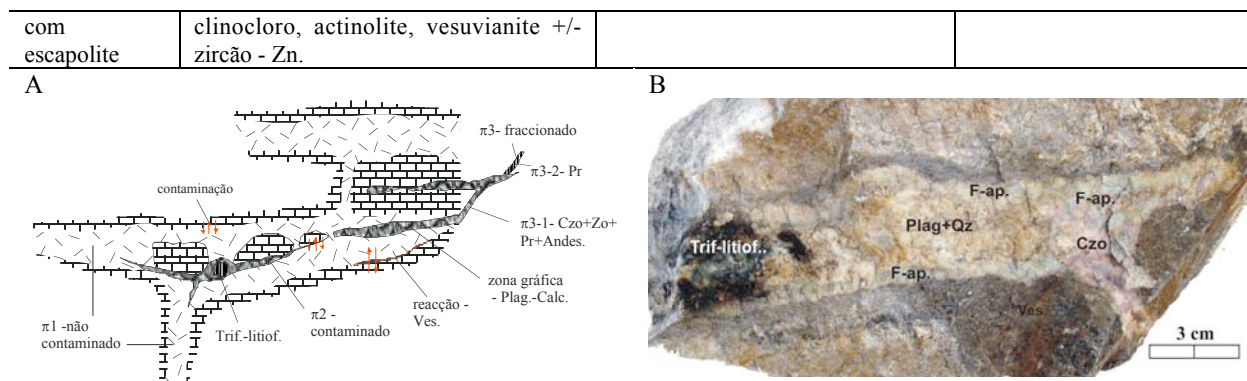 com
escapolite
clinocloro, actinolite, vesuvianite +/-
zircão - Zn.
A
B
π3- fraccionado
π3-2- Pr
contaminação
π3-1- Czo+Zo+
Pr+Andes.
zona gráfica
- Plag.-Calc.
reacção -
Ves.
π2 -
contaminado
Trif.-litiof.
π1 -não
contaminado
F-ap.
F-ap.
Plag+Qz
Czo
Trif-litiof..
F-ap.
Ves
3 cm